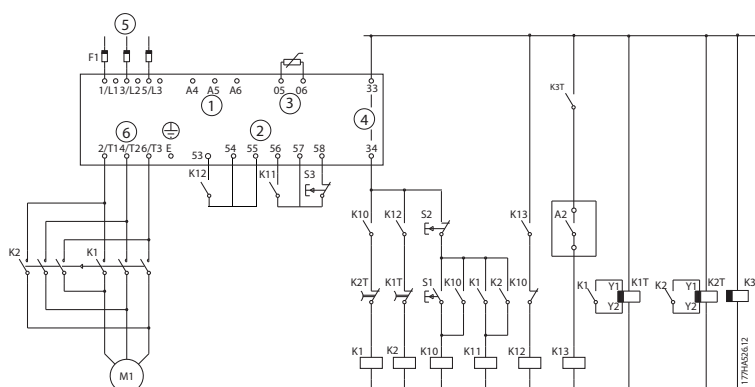 5
F1
1/L1 3/L2 5/L3 A4 A5 A6 05 06 33
1 3
6 2 4
2/T1 4/T2 6/T3 E 53 54 55 56 57 58 34
K12 K11 S3
K3T
K10 K12 S2 K13 A2
K2 K1
K2T K1T S1 K10 K1 K2 K10 K1 Y1 K1T K2 Y1 K2T K3
Y2 Y2
K1 K2 K10 K11 K12 K13
M1
177HA526.12